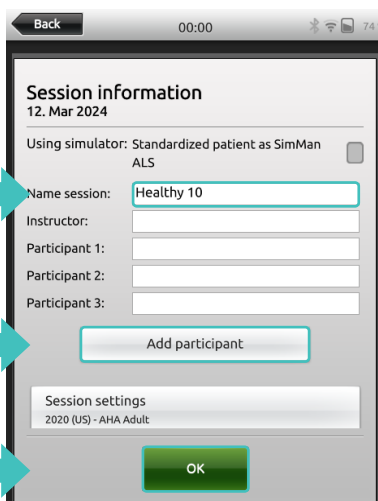 Back
00:00
74
Session information
12. Mar 2024
Using simulator: Standardized patient as SimMan
ALS
Name session: Healthy 10
Instructor:
Participant 1:
Participant 2:
Participant 3:
Add participant
Session settings
2020 (US) - AHA Adult
OK